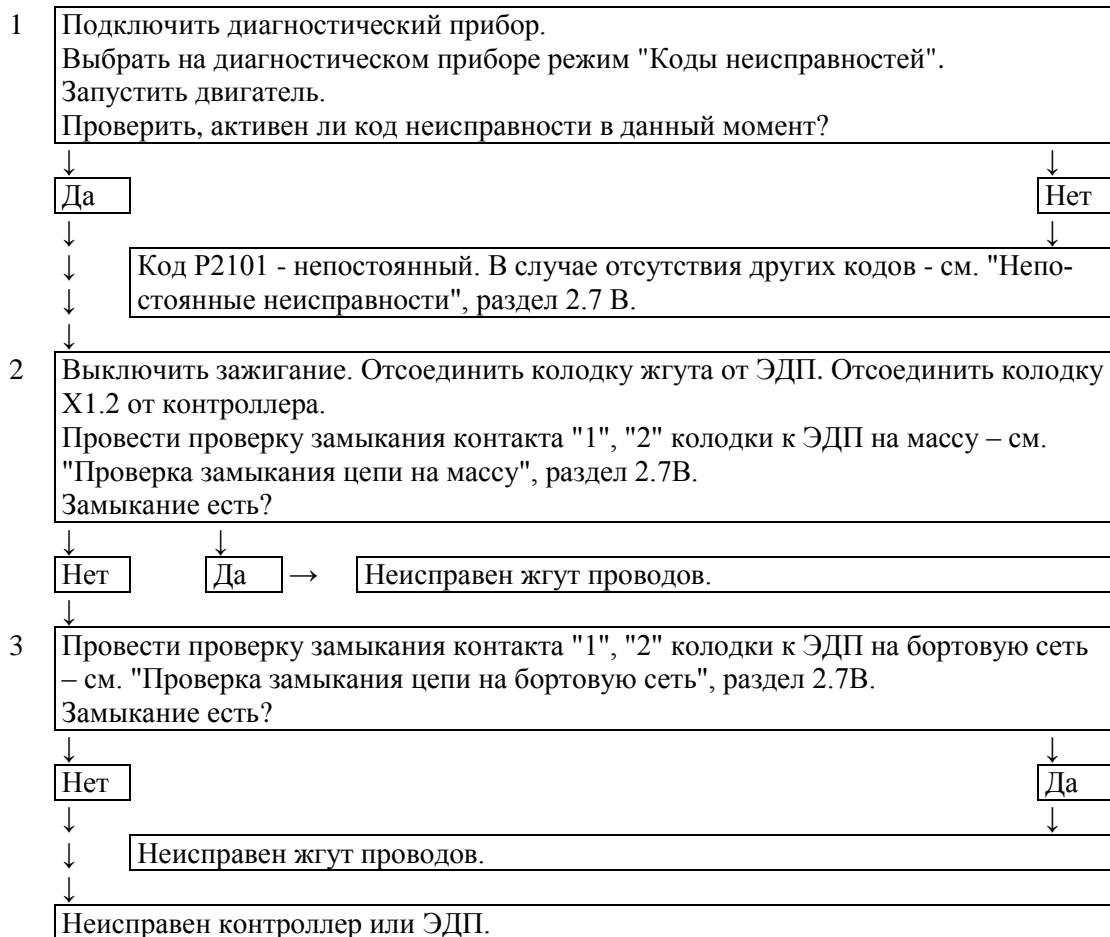 1 Подключить диагностический прибор.
Выбрать на диагностическом приборе режим "Коды неисправностей".
Запустить двигатель.
Проверить, активен ли код неисправности в данный момент?
↓ ↓
Да Нет
↓ ↓
↓ Код Р2101 - непостоянный. В случае отсутствия других кодов - см. "Непо-
↓ стоянные неисправности", раздел 2.7 В.
↓
2 Выключить зажигание. Отсоединить колодку жгута от ЭДП. Отсоединить колодку
Х1.2 от контроллера.
Провести проверку замыкания контакта "1", "2" колодки к ЭДП на массу – см.
"Проверка замыкания цепи на массу", раздел 2.7В.
Замыкание есть?
↓ ↓
Нет Да → Неисправен жгут проводов.
↓
3 Провести проверку замыкания контакта "1", "2" колодки к ЭДП на бортовую сеть
– см. "Проверка замыкания цепи на бортовую сеть", раздел 2.7В.
Замыкание есть?
↓ ↓
Нет Да
↓ ↓
↓ Неисправен жгут проводов.
↓
Неисправен контроллер или ЭДП.